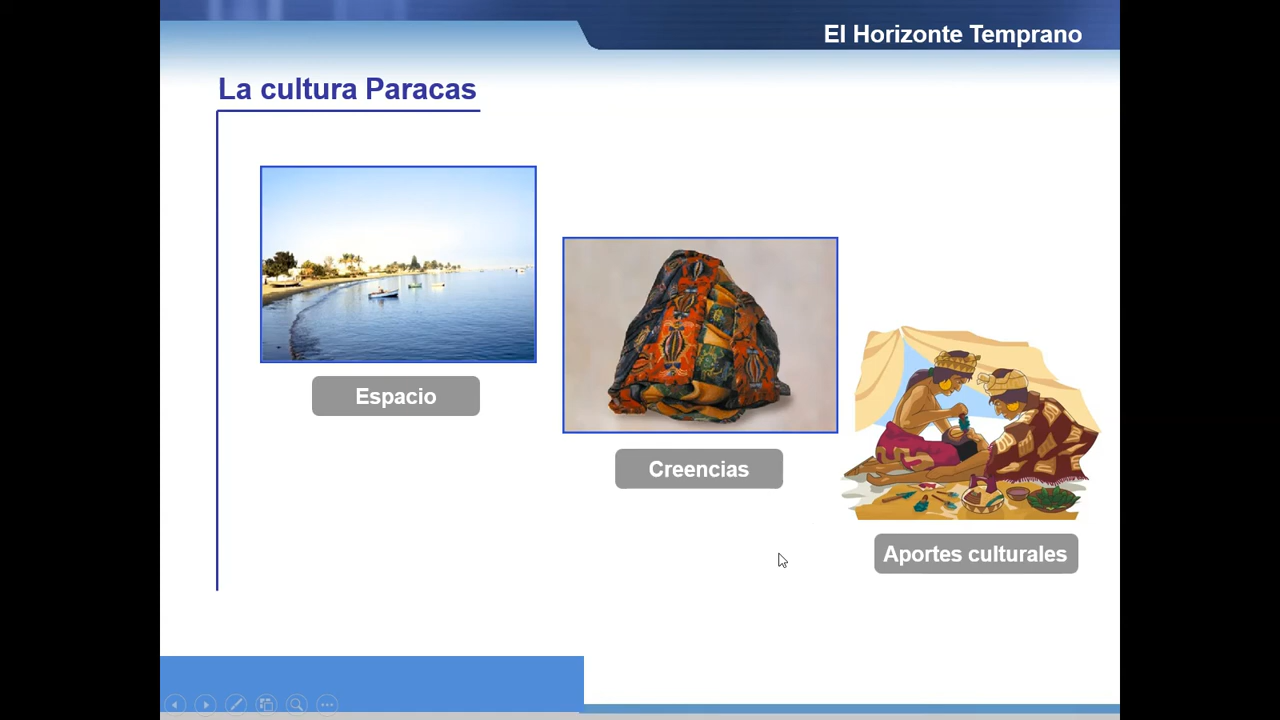 El Horizonte Temprano
La cultura Paracas
Espacio
Creencias
Aportes culturales